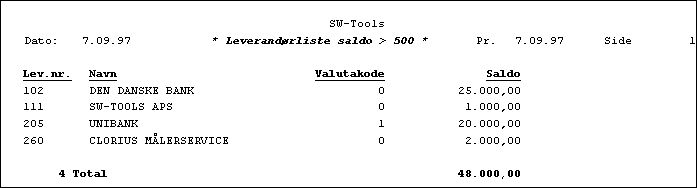 SW-Tools
Dato: 7.09.97 * Leverandørliste saldo > 500 * Pr. 7.09.97 Side 1
Lev.nr. Navn Valutakode Saldo
102 DEN DANSKE BANK 0 25.000,00
111 SW-TOOLS APS 0 1.000,00
205 UNIBANK 1 20.000,00
260 CLORIUS MÅLERSERVICE 0 2.000,00
4 Total 48.000,00